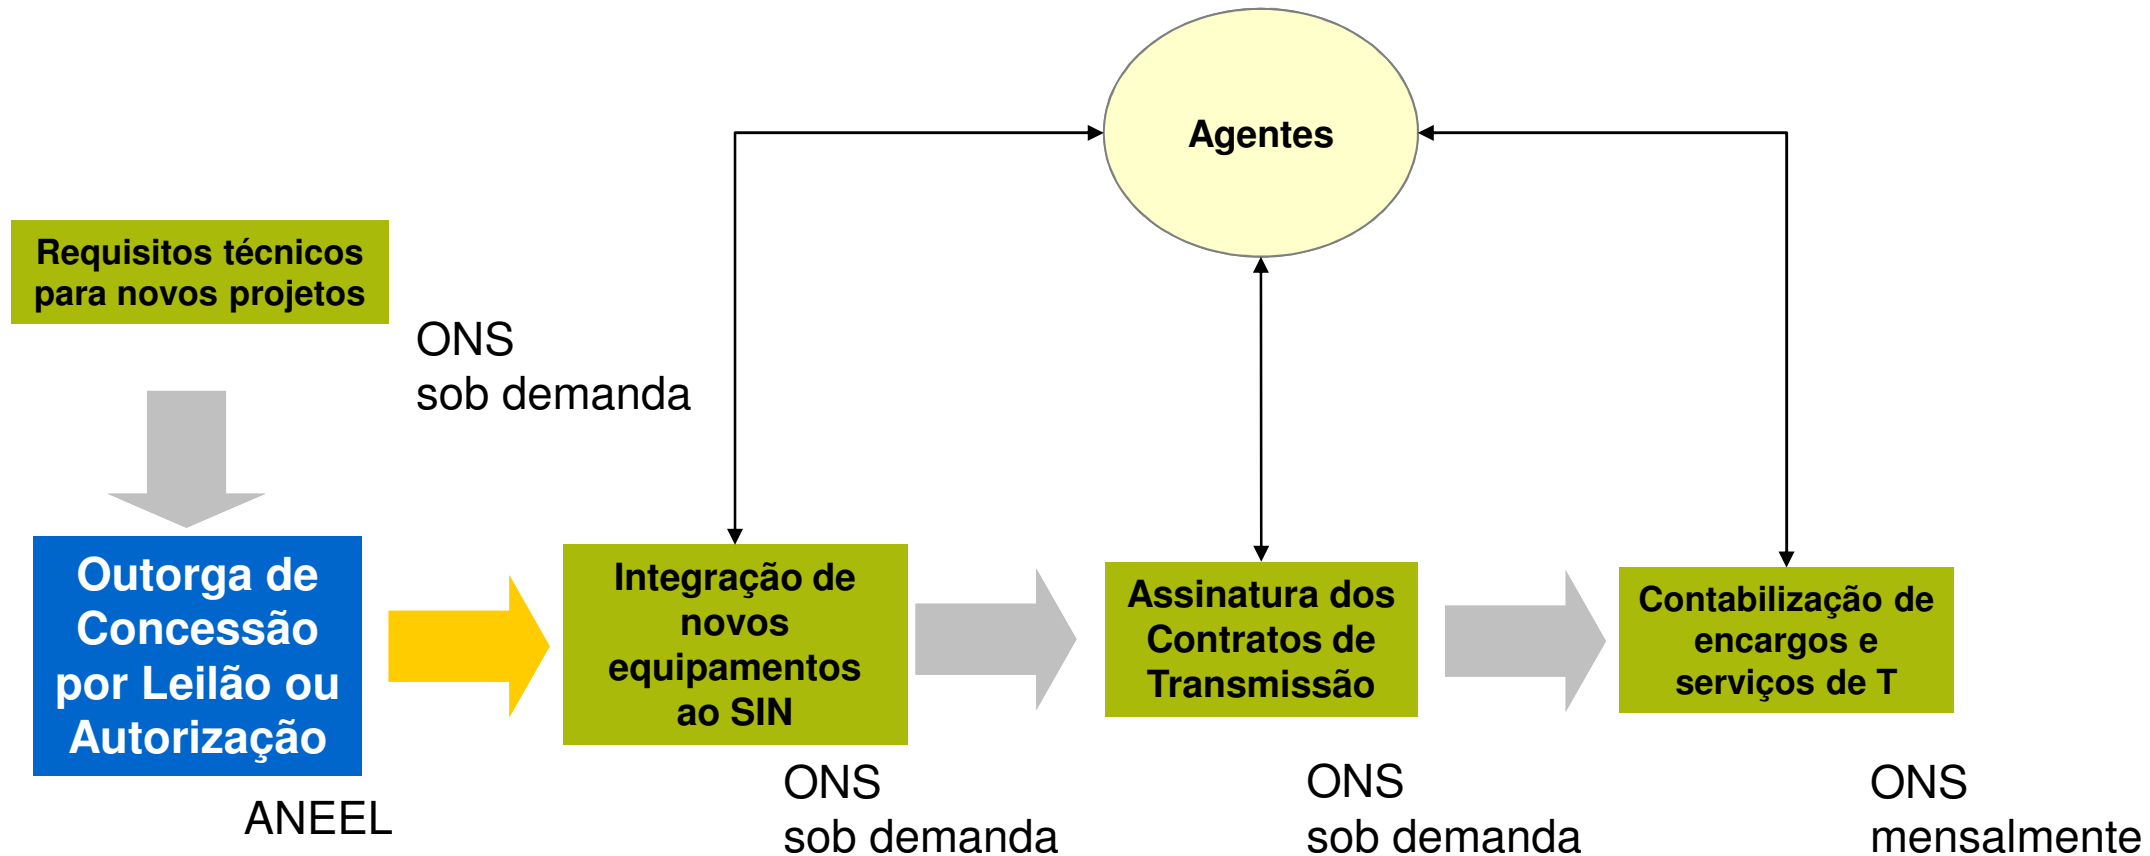 Agentes
Requisitos técnicos
para novos projetos
ONS
sob demanda
Outorga de
Concessão
por Leilão ou
Autorização
ANEEL
Integração de
novos
equipamentos
ao SIN
ONS
sob demanda
Assinatura dos
Contratos de
Transmissão
ONS
sob demanda
Contabilização de
encargos e
serviços de T
ONS
mensalmente